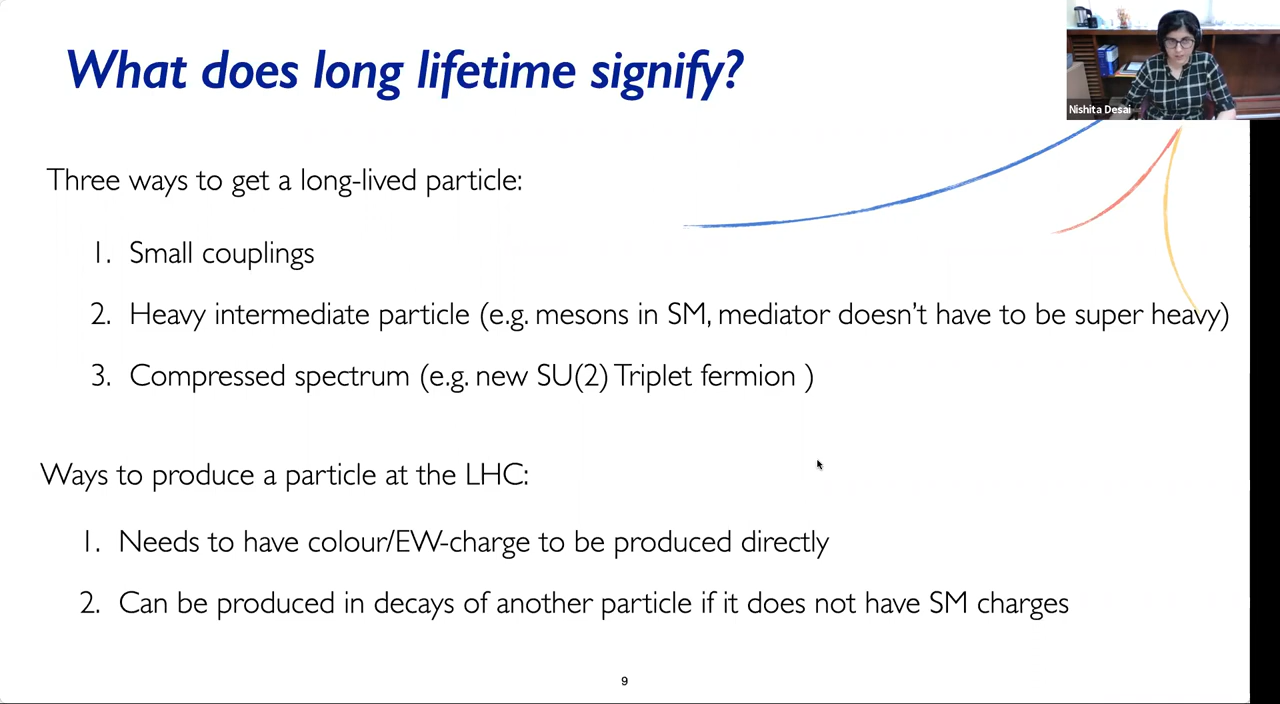 What does long lifetime signify?
Nishita Desai
Three ways to get a long-lived particle:
1. Small couplings
2. Heavy intermediate particle (e.g. mesons in SM, mediator doesn't have to be super heavy)
3. Compressed spectrum (e.g. new SU(2) Triplet fermion )
Ways to produce a particle at the LHC:
1. Needs to have colour/EW-charge to be produced directly
2. Can be produced in decays of another particle if it does not have SM charges
9